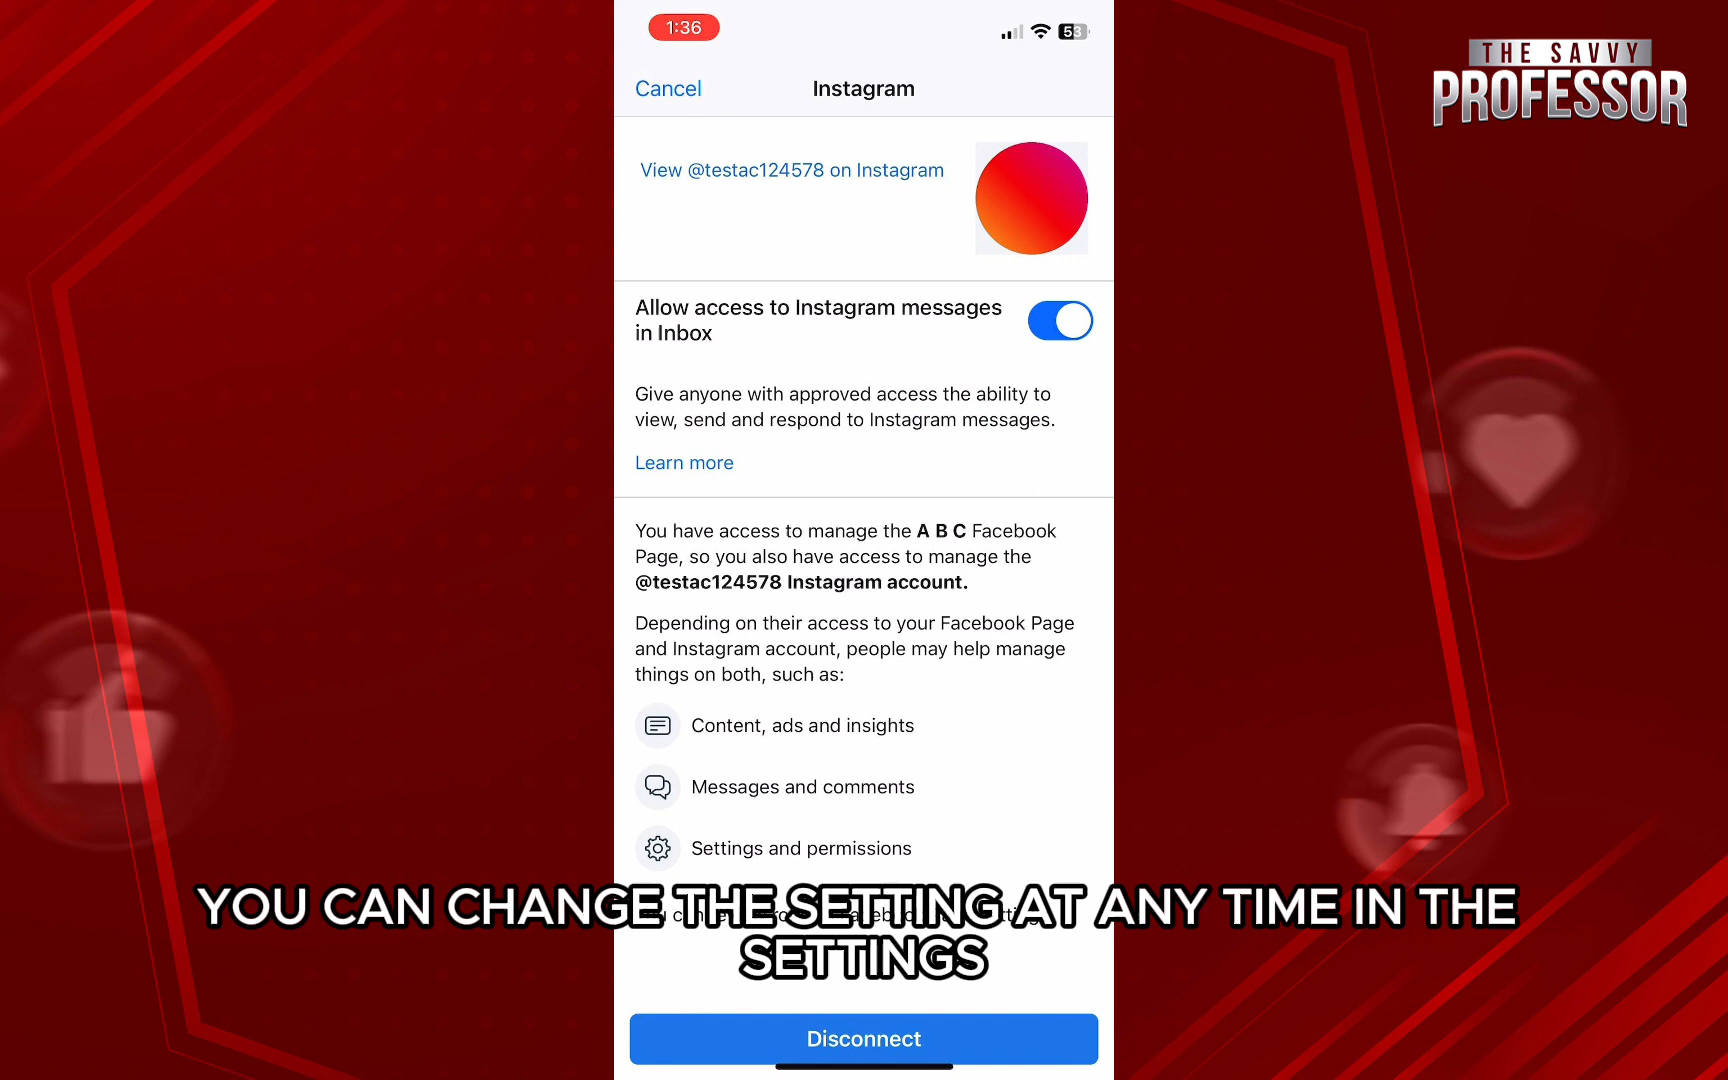 1:36
53
THE SAVVY
PROFESSOR
Cancel
Instagram
View @testac124578 on Instagram
Allow access to Instagram messages
in Inbox
Give anyone with approved access the ability to
view, send and respond to Instagram messages.
Learn more
You have access to manage the A B C Facebook
Page, so you also have access to manage the
@testac124578 Instagram account.
Depending on their access to your Facebook Page
and Instagram account, people may help manage
things on both, such as:
Content, ads and insights
Messages and comments
Settings and permissions
YOU CAN CHANGE THE SETTING AT ANY TIME IN THE
SETTINGS
Disconnect